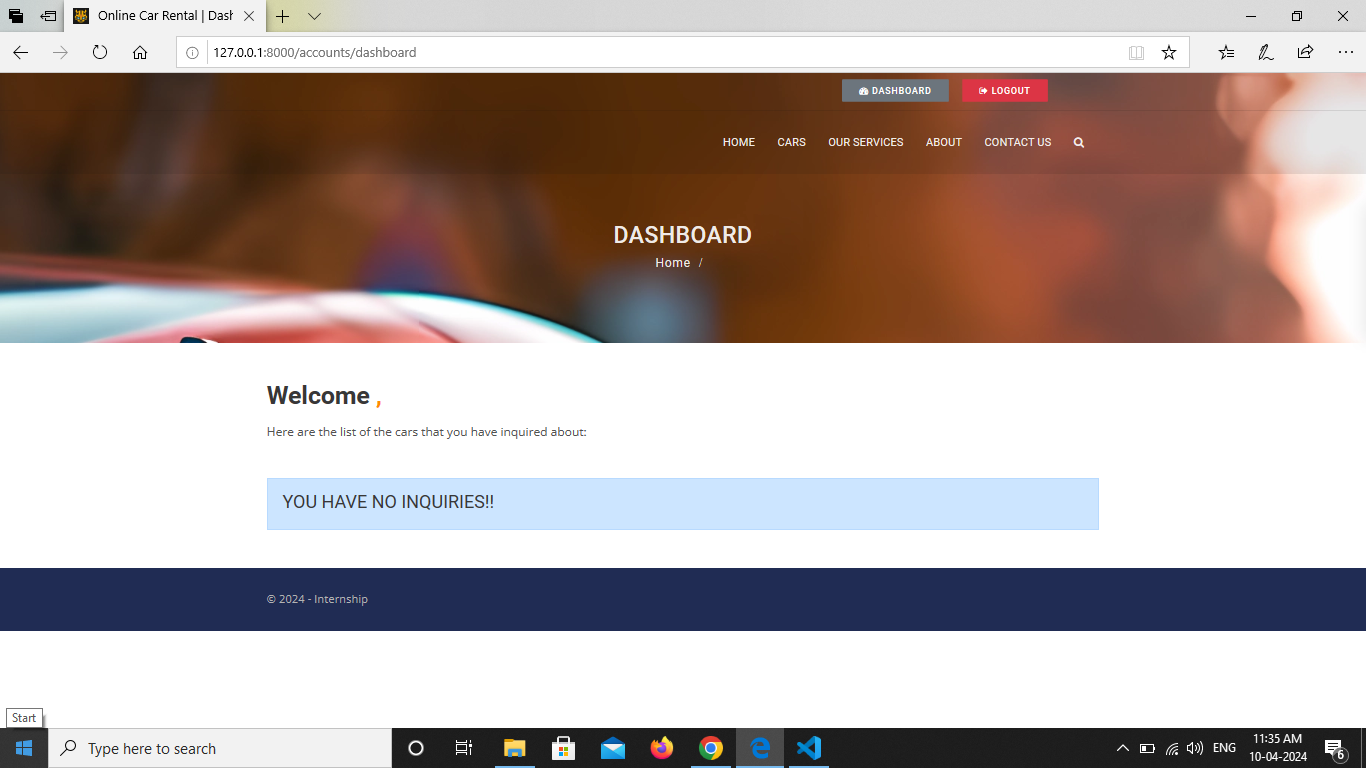 Online Car Rental | Dash
127.0.0.1:8000/accounts/dashboard
DASHBOARD LOGOUT
HOME CARS OUR SERVICES ABOUT CONTACT US
DASHBOARD
Home /
Welcome ,
Here are the list of the cars that you have inquired about:
YOU HAVE NO INQUIRIES!!
© 2024 - Internship
Start
Type here to search
ENG
11:35 AM
10-04-2024
6